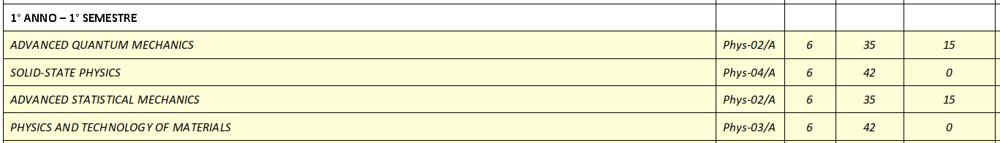 1° ANNO – 1° SEMESTRE
ADVANCED QUANTUM MECHANICS Phys-02/A 6 35 15
SOLID-STATE PHYSICS Phys-04/A 6 42 0
ADVANCED STATISTICAL MECHANICS Phys-02/A 6 35 15
PHYSICS AND TECHNOLOGY OF MATERIALS Phys-03/A 6 42 0